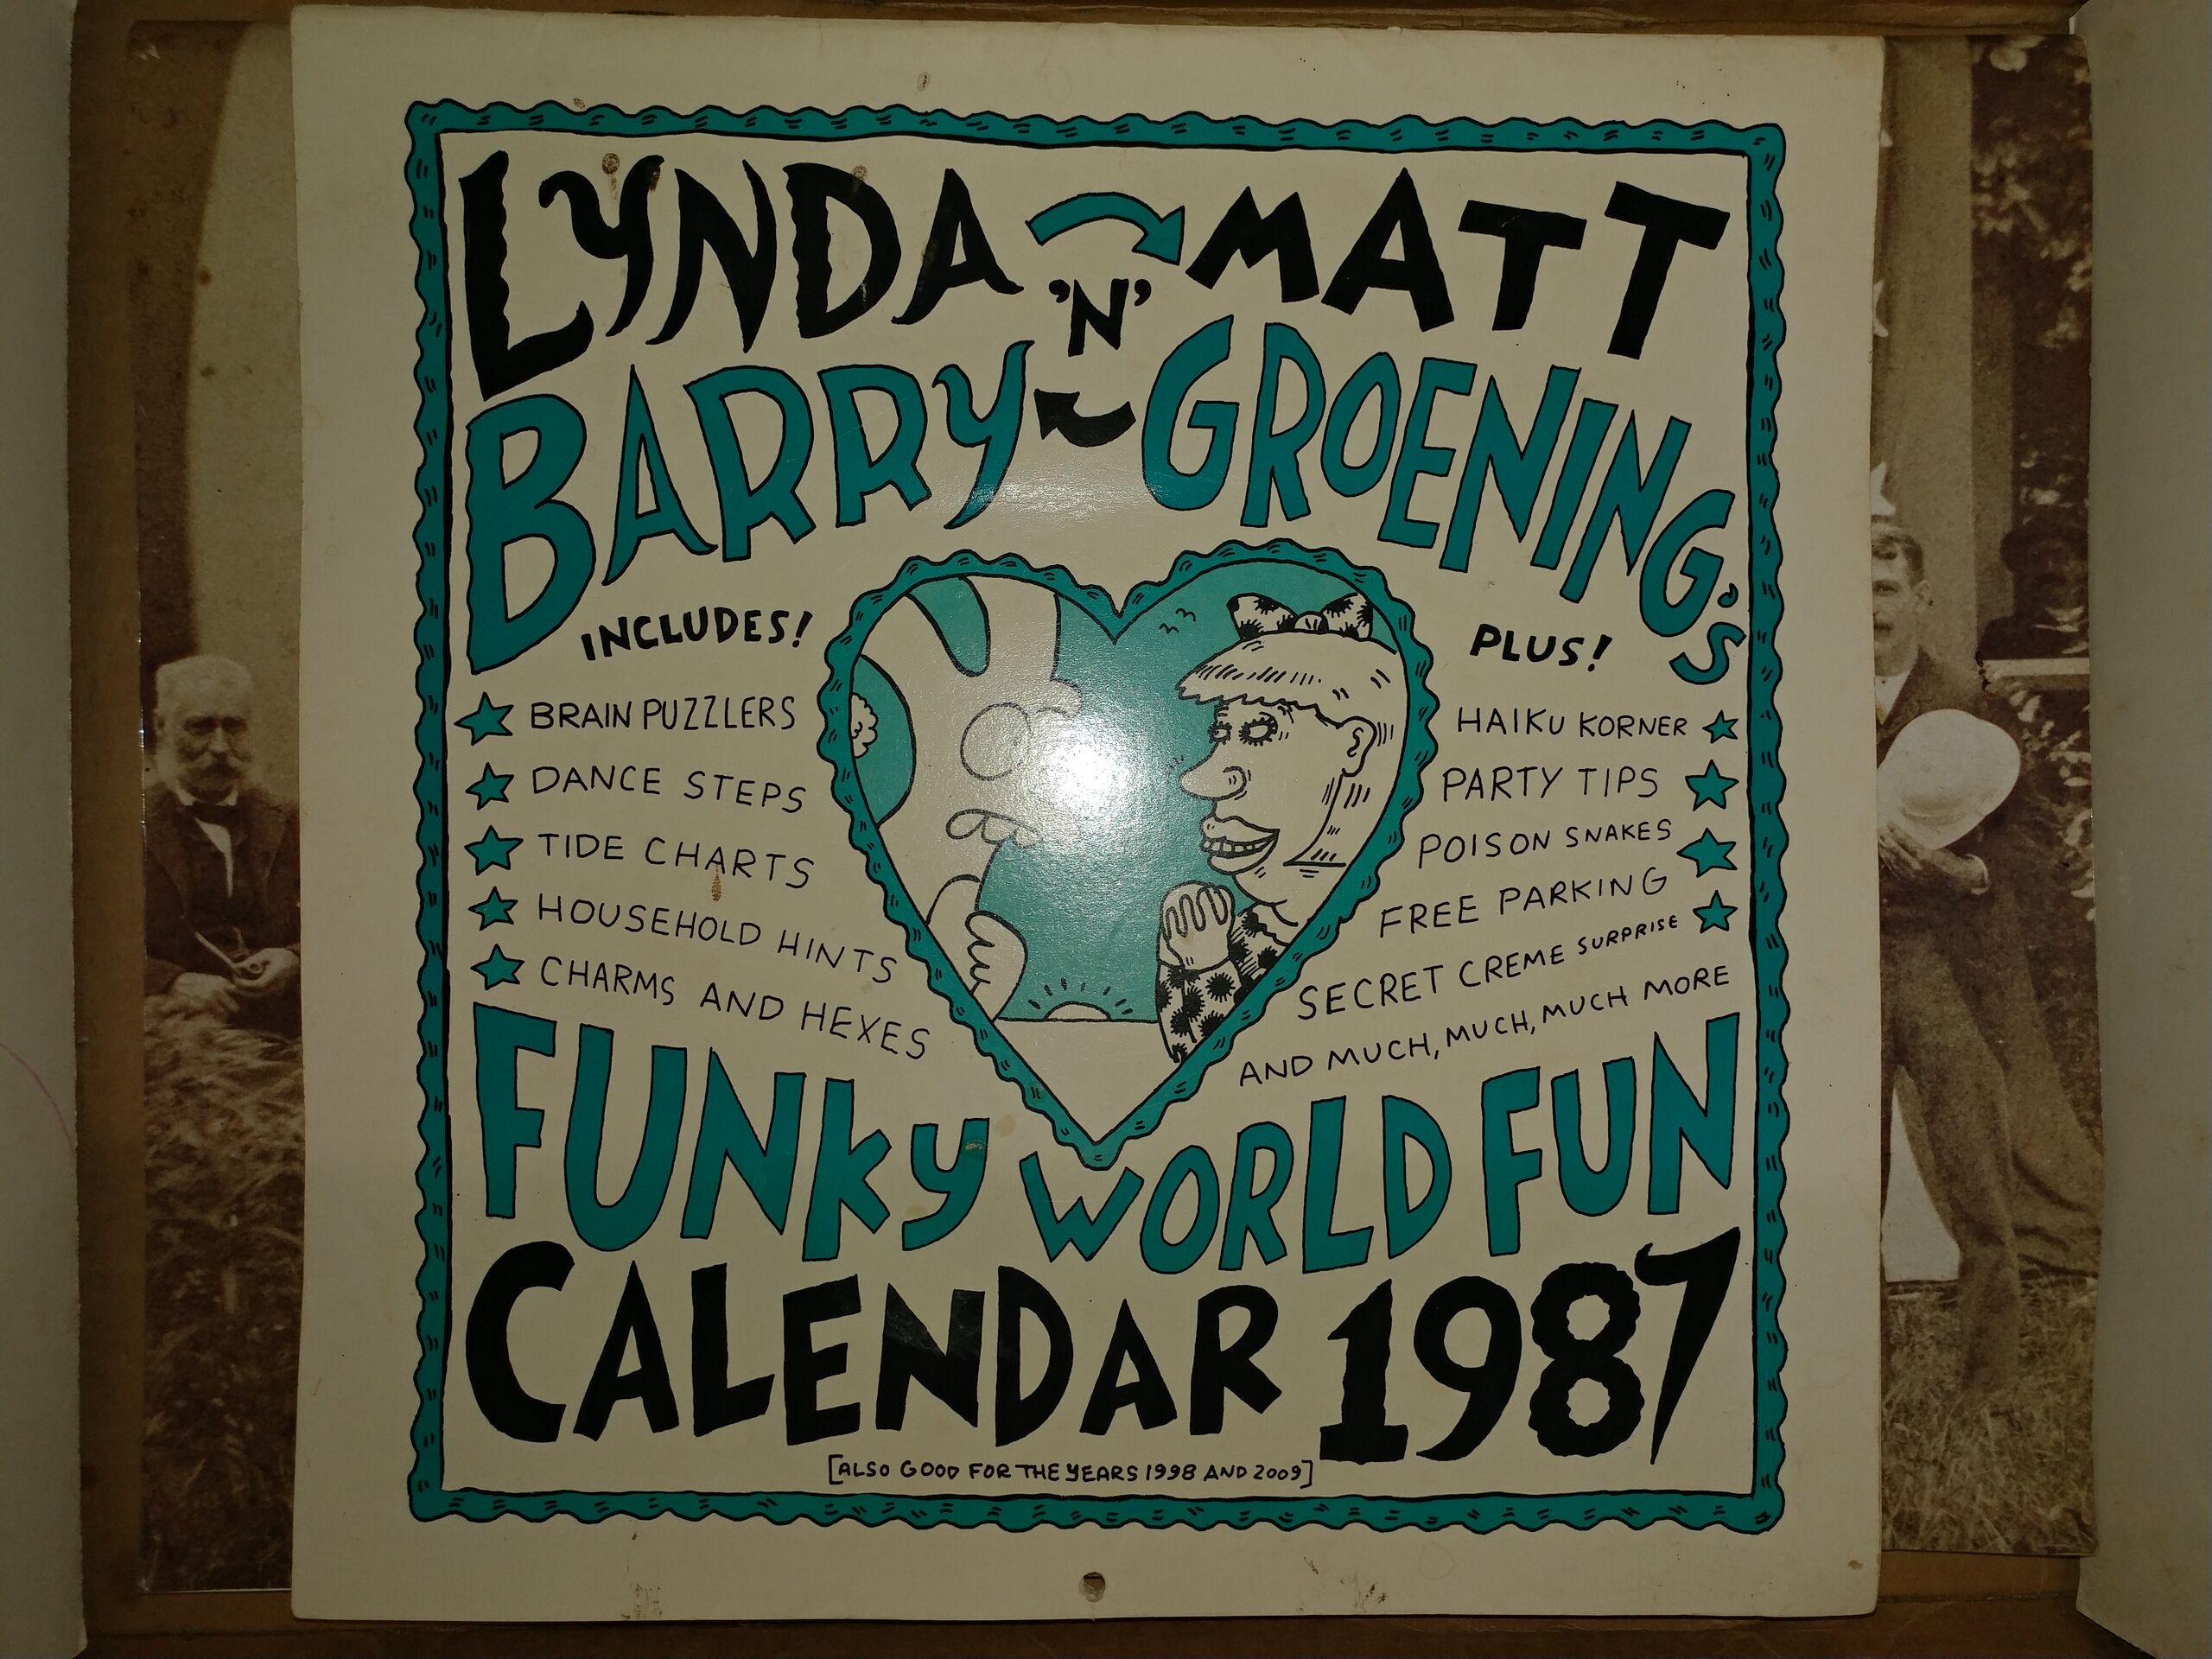 LYNDA 'N' MATT
BARRY GROENING'S
INCLUDES!
BRAIN PUZZLERS
DANCE STEPS
TIDE CHARTS
HOUSEHOLD HINTS
CHARMS AND HEXES
PLUS!
HAIKU KORNER
PARTY TIPS
POISON SNAKES
FREE PARKING
SECRET CREME SURPRISE
AND MUCH, MUCH, MUCH MORE
FUNKY WORLD FUN
CALENDAR 1987
[ALSO GOOD FOR THE YEARS 1998 AND 2009]